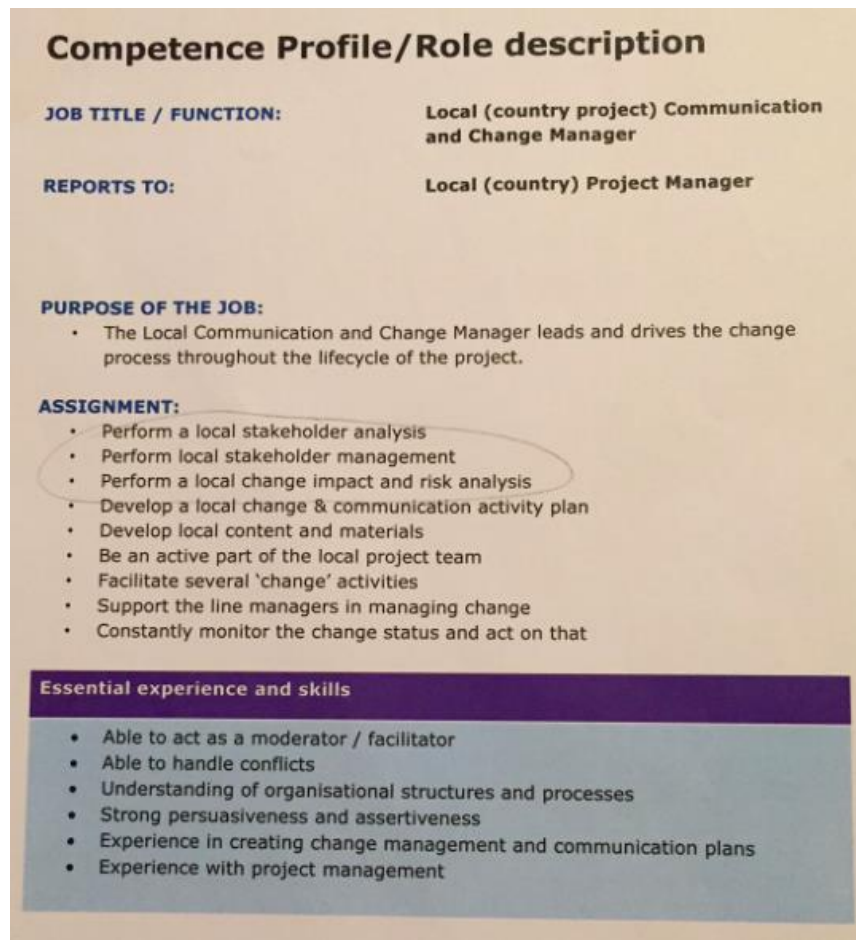 Competence Profile/Role description
JOB TITLE / FUNCTION:
Local (country project) Communication
and Change Manager
REPORTS TO:
Local (country) Project Manager
PURPOSE OF THE JOB:
• The Local Communication and Change Manager leads and drives the change
process throughout the lifecycle of the project.
ASSIGNMENT:
• Perform a local stakeholder analysis
• Perform local stakeholder management
• Perform a local change impact and risk analysis
• Develop a local change & communication activity plan
• Develop local content and materials
• Be an active part of the local project team
• Facilitate several ‘change’ activities
• Support the line managers in managing change
• Constantly monitor the change status and act on that
Essential experience and skills
• Able to act as a moderator / facilitator
• Able to handle conflicts
• Understanding of organisational structures and processes
• Strong persuasiveness and assertiveness
• Experience in creating change management and communication plans
• Experience with project management